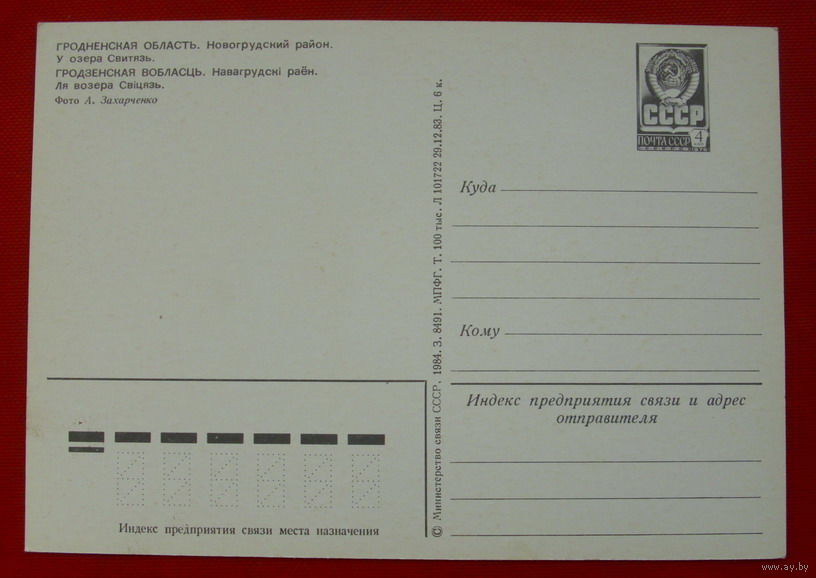 ГРОДНЕНСКАЯ ОБЛАСТЬ. Новогрудский район.
У озера Свитязь.
ГРОДЗЕНСКАЯ ВОБЛАСЦЬ. Навагрудскі раён.
Ля возера Свіцязь.
Фото А. Захарченко
СССР
ПОЧТА СССР 4
Куда
Кому
© Министерство связи СССР, 1984. З. 8491. МПФГ. Т. 100 тыс. Л 101722 29.12.83. Ц. 6 к.
Индекс предприятия связи и адрес
отправителя
Индекс предприятия связи места назначения
www.ay.by